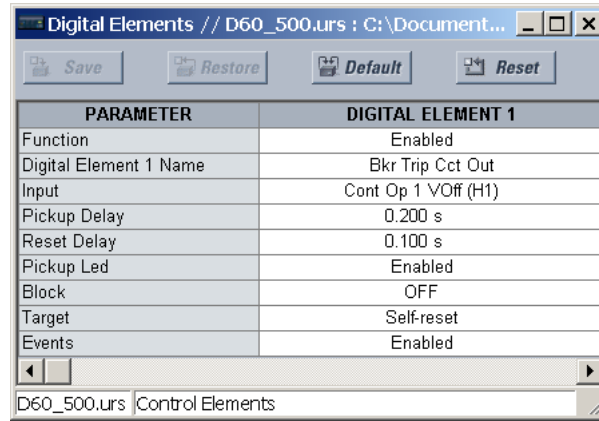 Digital Elements // D60_500.urs : C:\Document...
Save Restore Default Reset
PARAMETER DIGITAL ELEMENT 1
Function Enabled
Digital Element 1 Name Bkr Trip Cct Out
Input Cont Op 1 VOff (H1)
Pickup Delay 0.200 s
Reset Delay 0.100 s
Pickup Led Enabled
Block OFF
Target Self-reset
Events Enabled
D60_500.urs Control Elements